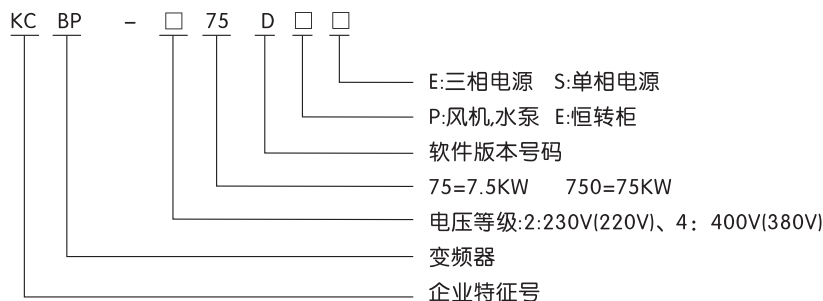 KC BP - □ 75 D □ □
E:三相电源 S:单相电源
P:风机,水泵 E:恒转柜
软件版本号码
75=7.5KW 750=75KW
电压等级:2:230V(220V)、4：400V(380V)
变频器
企业特征号